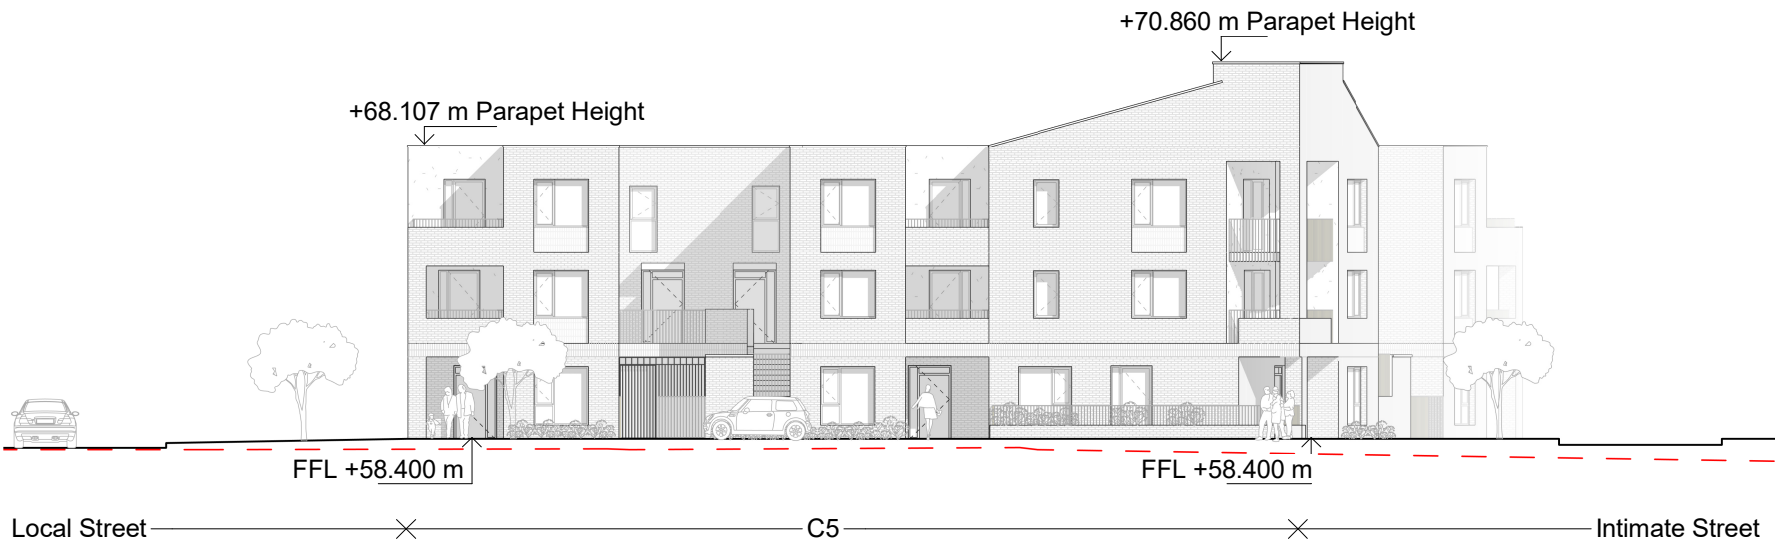 +70.860 m Parapet Height
+68.107 m Parapet Height
FFL +58.400 m
FFL +58.400 m
Local Street
C5
Intimate Street